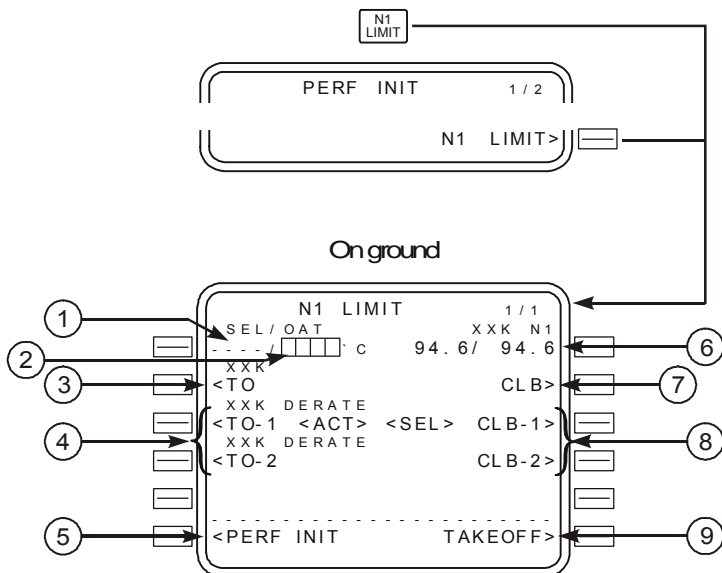 N1
LIMIT
PERF INIT 1/2
N1 LIMIT>
On ground
N1 LIMIT 1/1
SEL/OAT XXK N1
----/ `C 94.6/ 94.6
XXK
<TO CLB>
XXK DERATE
<TO-1 <ACT> <SEL> CLB-1>
XXK DERATE
<TO-2 CLB-2>
--------------------------
<PERF INIT TAKEOFF>
1
2
3
4
5
6
7
8
9